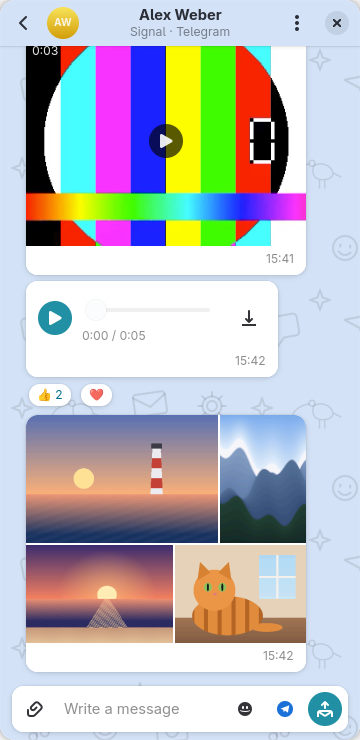 AW
Alex Weber
Signal · Telegram
0:03
15:41
0:00 / 0:05
15:42
👍 2
❤️
15:42
Write a message